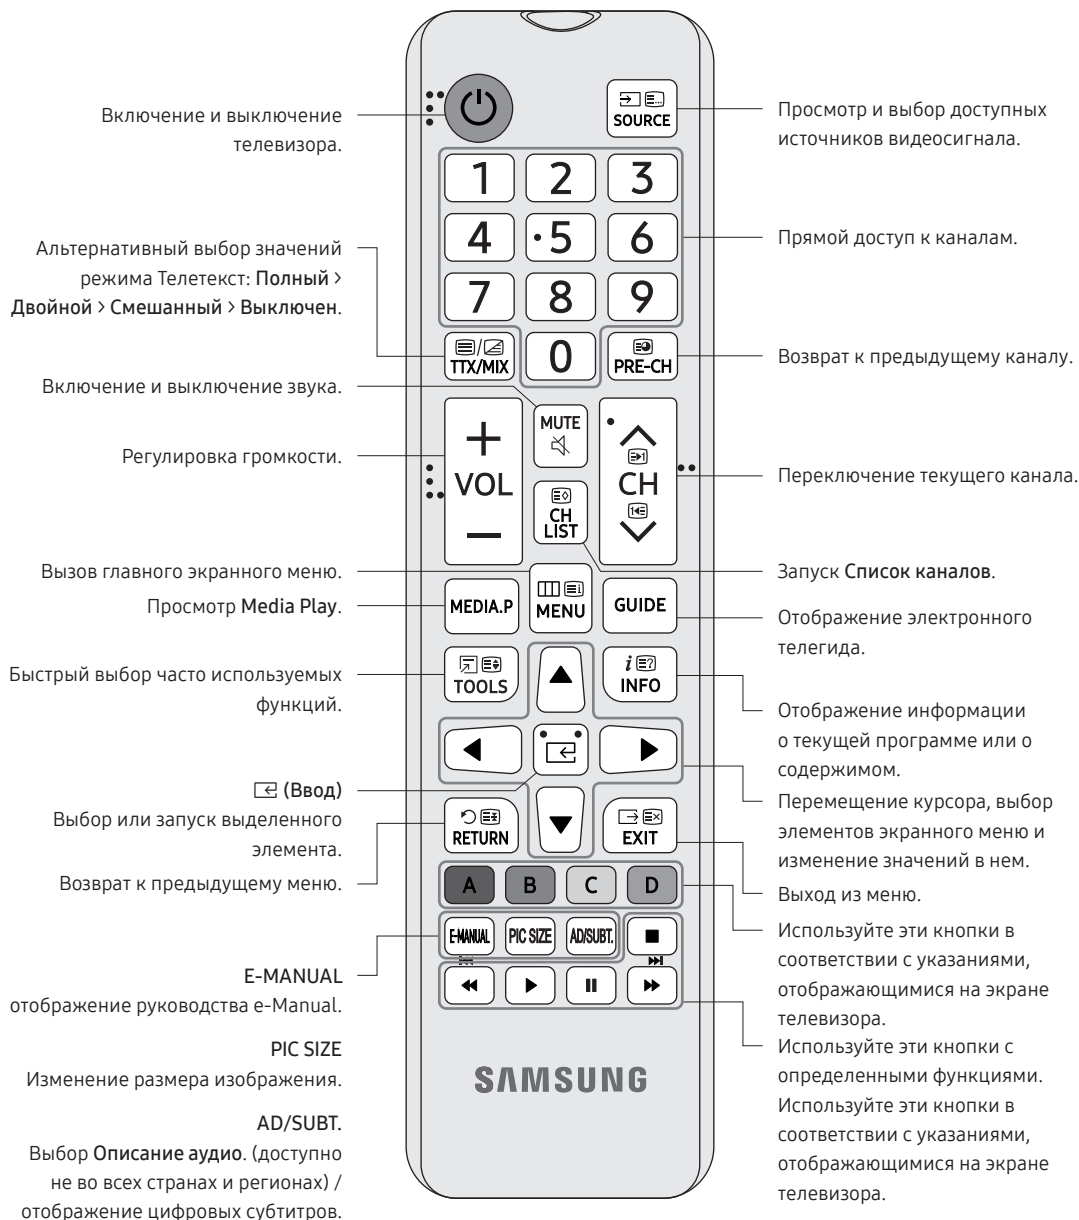 Включение и выключение
телевизора.
Альтернативный выбор значений
режима Телетекст: Полный >
Двойной > Смешанный > Выключен.
Включение и выключение звука.
Регулировка громкости.
Вызов главного экранного меню.
Просмотр Media Play.
Быстрый выбор часто используемых
функций.
(Ввод)
Выбор или запуск выделенного
элемента.
Возврат к предыдущему меню.
E-MANUAL
отображение руководства e-Manual.
PIC SIZE
Изменение размера изображения.
AD/SUBT.
Выбор Описание аудио. (доступно
не во всех странах и регионах) /
отображение цифровых субтитров.
SOURCE
1 2 3
4 5 6
7 8 9
TTX/MIX 0 PRE-CH
MUTE
VOL
CH
CH
LIST
MEDIA.P MENU GUIDE
TOOLS INFO
RETURN EXIT
A B C D
E-MANUAL PIC SIZE AD/SUBT.
SAMSUNG
Просмотр и выбор доступных
источников видеосигнала.
Прямой доступ к каналам.
Возврат к предыдущему каналу.
Переключение текущего канала.
Запуск Список каналов.
Отображение электронного
телегида.
Отображение информации
о текущей программе или о
содержимом.
Перемещение курсора, выбор
элементов экранного меню и
изменение значений в нем.
Выход из меню.
Используйте эти кнопки в
соответствии с указаниями,
отображающимися на экране
телевизора.
Используйте эти кнопки с
определенными функциями.
Используйте эти кнопки в
соответствии с указаниями,
отображающимися на экране
телевизора.